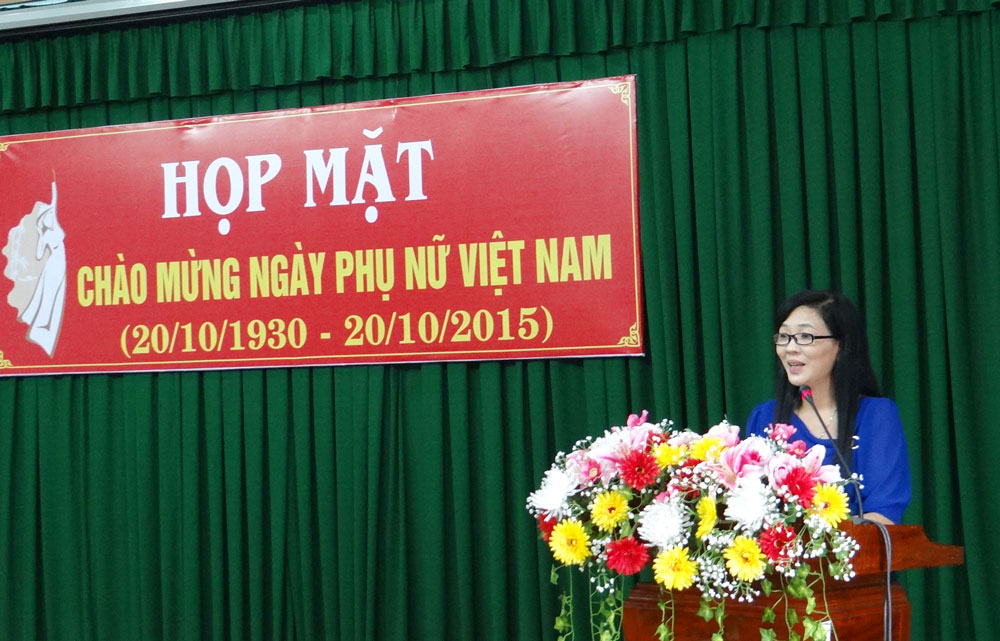 HỌP MẶT
CHÀO MỪNG NGÀY PHỤ NỮ VIỆT NAM
(20/10/1930 - 20/10/2015)